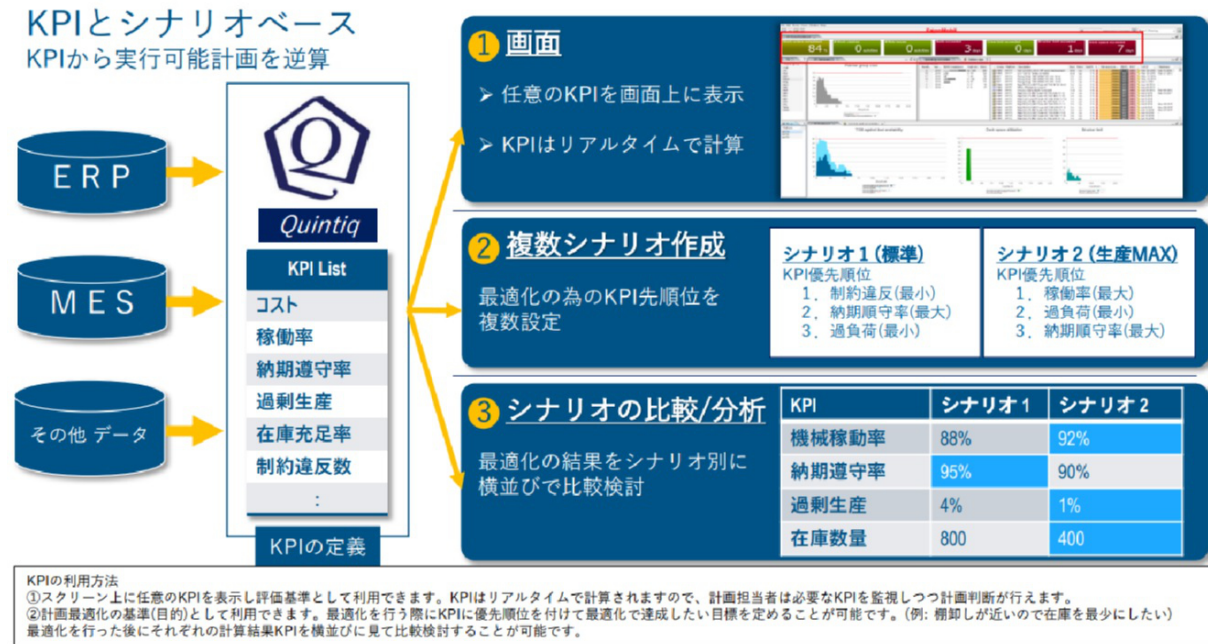 KPIとシナリオベース
KPIから実行可能計画を逆算
ERP
MES
その他 データ
Q
Quintiq
KPI List
コスト
稼働率
納期遵守率
過剰生産
在庫充足率
制約違反数
:
KPIの定義
1 画面
➢ 任意のKPIを画面上に表示
➢ KPIはリアルタイムで計算
84
0
0
3
0
1
7
2 複数シナリオ作成
最適化の為のKPI先順位を
複数設定
シナリオ1(標準)
KPI優先順位
1. 制約違反(最小)
2. 納期順守率(最大)
3. 過負荷(最小)
シナリオ2(生産MAX)
KPI優先順位
1. 稼働率(最大)
2. 過負荷(最小)
3. 納期順守率(最大)
3 シナリオの比較/分析
最適化の結果をシナリオ別に
横並びで比較検討
KPI シナリオ1 シナリオ2
機械稼動率 88% 92%
納期遵守率 95% 90%
過剰生産 4% 1%
在庫数量 800 400
KPIの利用方法
①スクリーン上に任意のKPIを表示し評価基準として利用できます。KPIはリアルタイムで計算されますので、計画担当者は必要なKPIを監視しつつ計画判断が行えます。
②計画最適化の基準(目的)として利用できます。最適化を行う際にKPIに優先順位を付けて最適化で達成したい目標を定めることが可能です。(例: 棚卸しが近いので在庫を最少にしたい)
最適化を行った後にそれぞれの計算結果KPIを横並びに見て比較検討することが可能です。